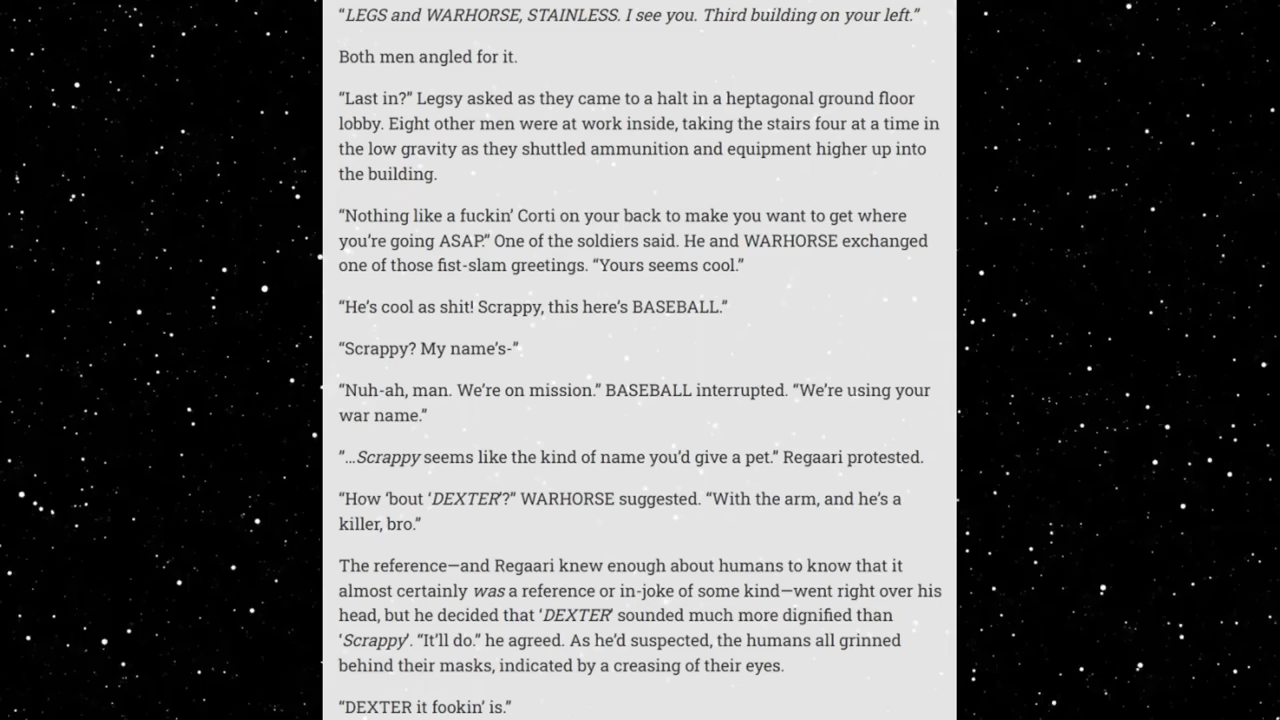 “LEGS and WARHORSE, STAINLESS. I see you. Third building on your left.”
Both men angled for it.
“Last in?” Legsy asked as they came to a halt in a heptagonal ground floor
lobby. Eight other men were at work inside, taking the stairs four at a time in
the low gravity as they shuttled ammunition and equipment higher up into
the building.
“Nothing like a fuckin’ Corti on your back to make you want to get where
you’re going ASAP.” One of the soldiers said. He and WARHORSE exchanged
one of those fist-slam greetings. “Yours seems cool.”
“He’s cool as shit! Scrappy, this here’s BASEBALL.”
“Scrappy? My name’s-”
“Nuh-ah, man. We’re on mission.” BASEBALL interrupted. “We’re using your
war name.”
“…Scrappy seems like the kind of name you’d give a pet.” Regaari protested.
“How ‘bout ‘DEXTER’?” WARHORSE suggested. “With the arm, and he’s a
killer, bro.”
The reference—and Regaari knew enough about humans to know that it
almost certainly was a reference or in-joke of some kind—went right over his
head, but he decided that ‘DEXTER’ sounded much more dignified than
‘Scrappy’. “It’ll do.” he agreed. As he’d suspected, the humans all grinned
behind their masks, indicated by a creasing of their eyes.
“DEXTER it fookin’ is.”